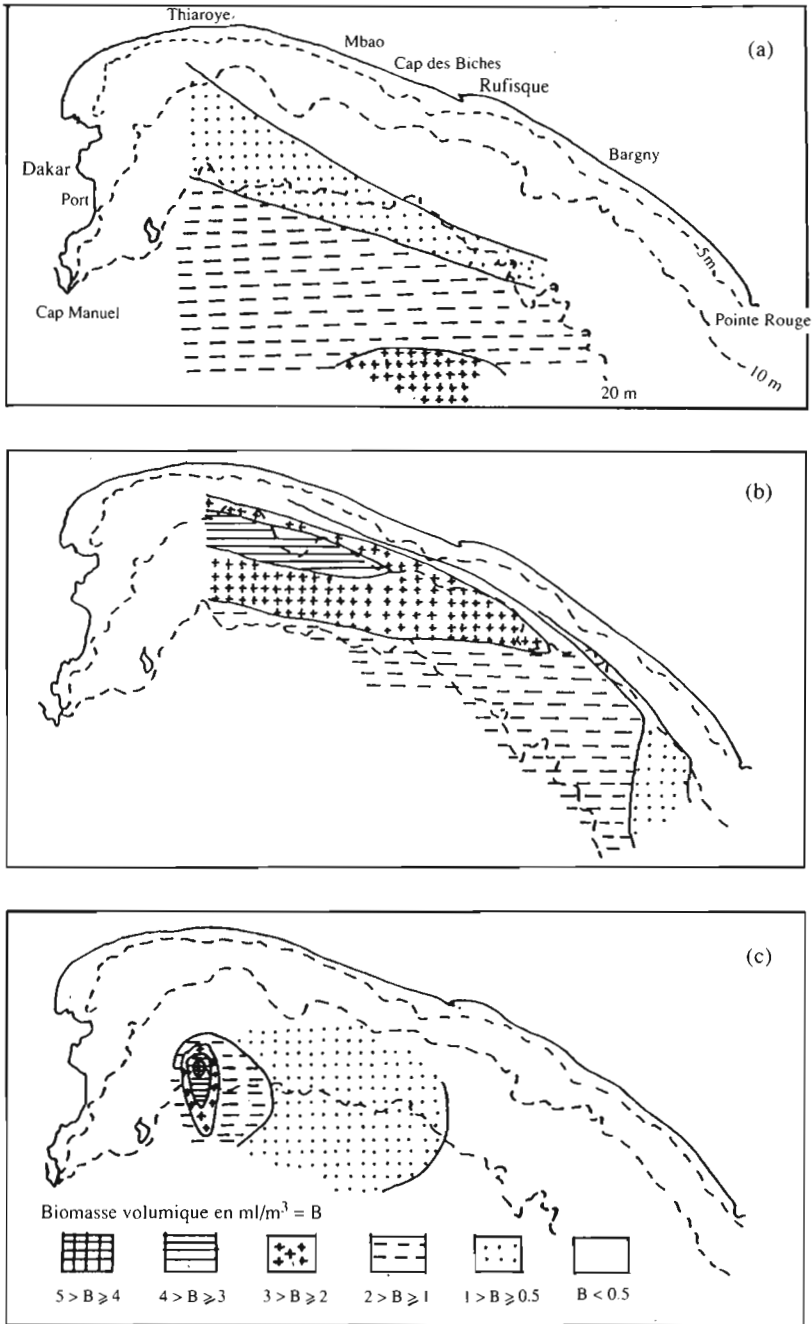 Thiaroye
Mbao
(a)
Cap des Biches
Rufisque
Bargny
Dakar
Port
5m
Cap Manuel
Pointe Rouge
10 m
20 m
(b)
(c)
Biomasse volumique en ml/m³ = B
5 > B ⩾ 4
4 > B ⩾ 3
3 > B ⩾ 2
2 > B ⩾ 1
1 > B ⩾ 0.5
B < 0.5